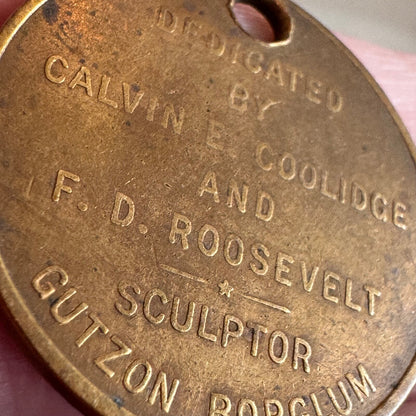 DEDICATED
BY
CALVIN E. COOLIDGE
AND
F. D. ROOSEVELT
SCULPTOR
GUTZON BORGLUM